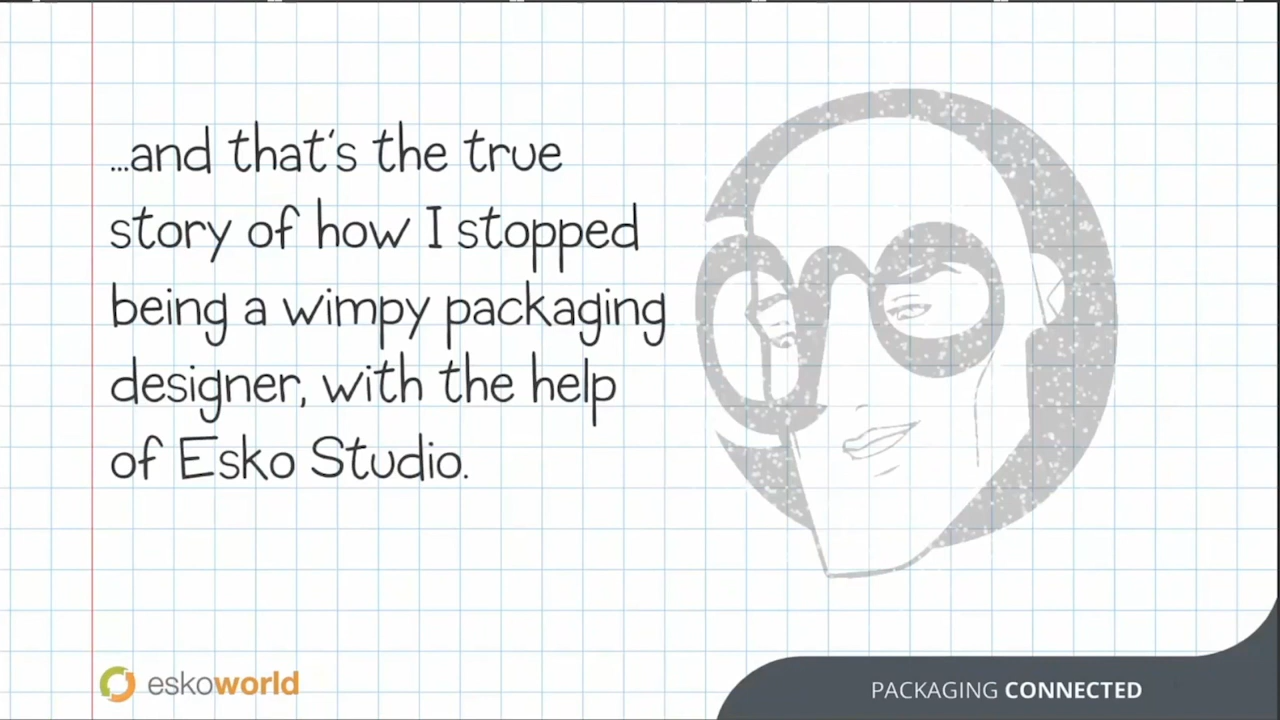 ...and that's the true
story of how I stopped
being a wimpy packaging
designer, with the help
of Esko Studio.
eskoworld
PACKAGING CONNECTED